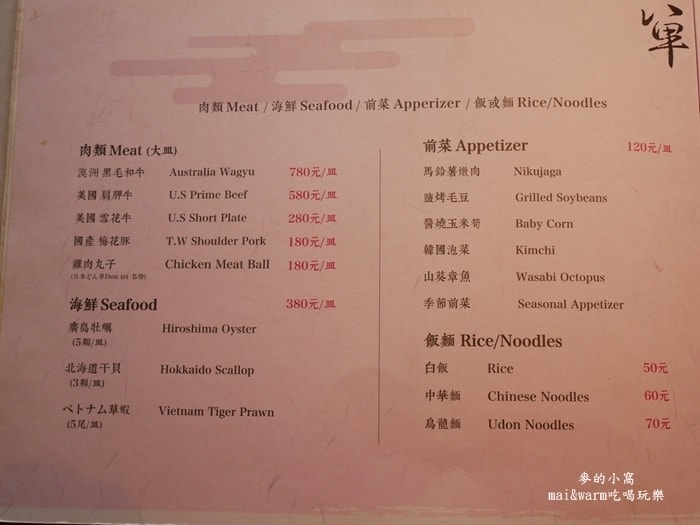 肉類 Meat / 海鮮 Seafood / 前菜 Apperizer / 飯或麵 Rice/Noodles
肉類 Meat (大皿)
澳洲 黑毛和牛 Australia Wagyu 780元/皿
美國 肩胛牛 U.S Prime Beef 580元/皿
美國 雪花牛 U.S Short Plate 280元/皿
國產 梅花豚 T.W Shoulder Pork 180元/皿
雞肉丸子 Chicken Meat Ball 180元/皿
海鮮 Seafood 380元/皿
廣島牡蠣 Hiroshima Oyster
(5顆/皿)
北海道干貝 Hokkaido Scallop
(3顆/皿)
ベトナム草蝦 Vietnam Tiger Prawn
(5尾/皿)
前菜 Appetizer 120元/皿
馬鈴薯燉肉 Nikujaga
鹽烤毛豆 Grilled Soybeans
醬燒玉米筍 Baby Corn
韓國泡菜 Kimchi
山葵章魚 Wasabi Octopus
季節前菜 Seasonal Appetizer
飯麵 Rice/Noodles
白飯 Rice 50元
中華麵 Chinese Noodles 60元
烏龍麵 Udon Noodles 70元
麥的小窩
mai&warm吃喝玩樂